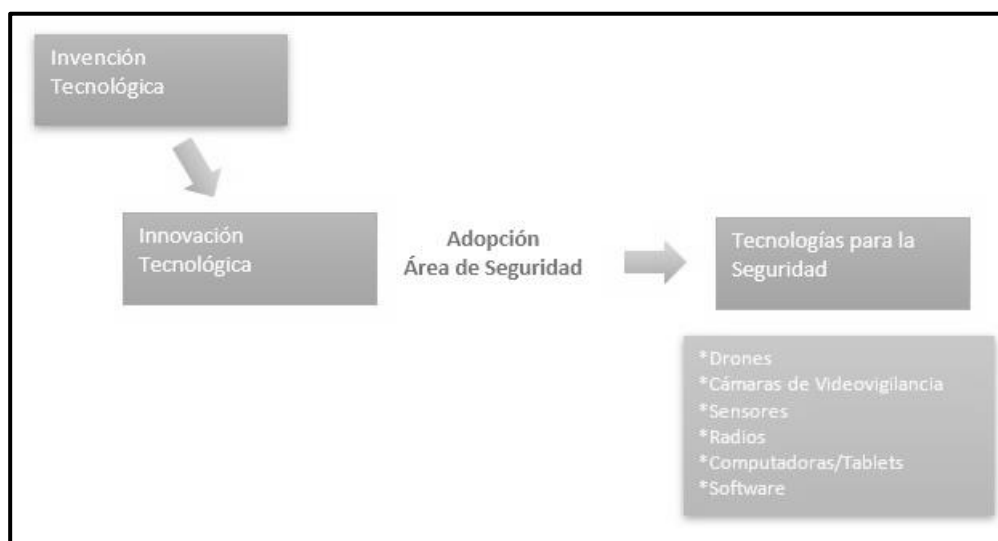 Invención
Tecnológica
Innovación
Tecnológica
Adopción
Área de Seguridad
Tecnologías para la
Seguridad
*Drones
*Cámaras de Videovigilancia
*Sensores
*Radios
*Computadoras/Tablets
*Software